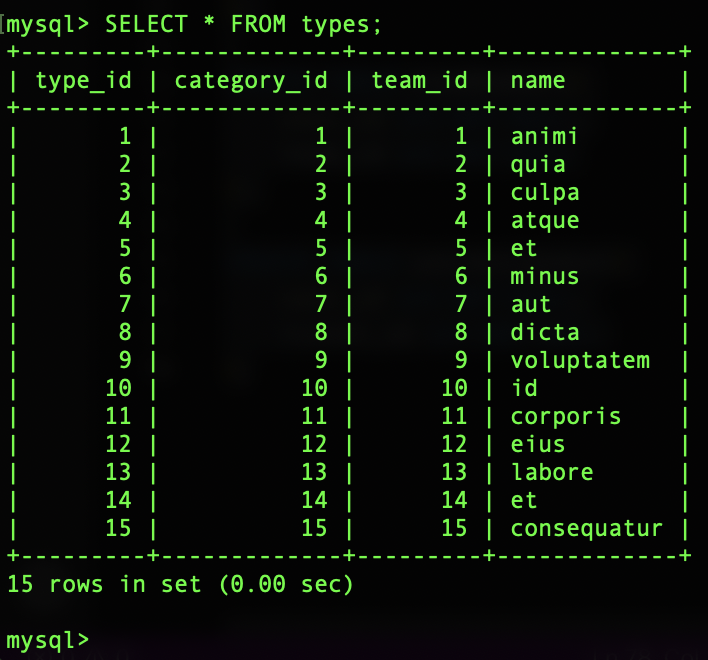 [mysql> SELECT * FROM types;
+---------+-------------+---------+-------------+
| type_id | category_id | team_id | name        |
+---------+-------------+---------+-------------+
|       1 |           1 |       1 | animi       |
|       2 |           2 |       2 | quia        |
|       3 |           3 |       3 | culpa       |
|       4 |           4 |       4 | atque       |
|       5 |           5 |       5 | et          |
|       6 |           6 |       6 | minus       |
|       7 |           7 |       7 | aut         |
|       8 |           8 |       8 | dicta       |
|       9 |           9 |       9 | voluptatem  |
|      10 |          10 |      10 | id          |
|      11 |          11 |      11 | corporis    |
|      12 |          12 |      12 | eius        |
|      13 |          13 |      13 | labore      |
|      14 |          14 |      14 | et          |
|      15 |          15 |      15 | consequatur |
+---------+-------------+---------+-------------+
15 rows in set (0.00 sec)
mysql>